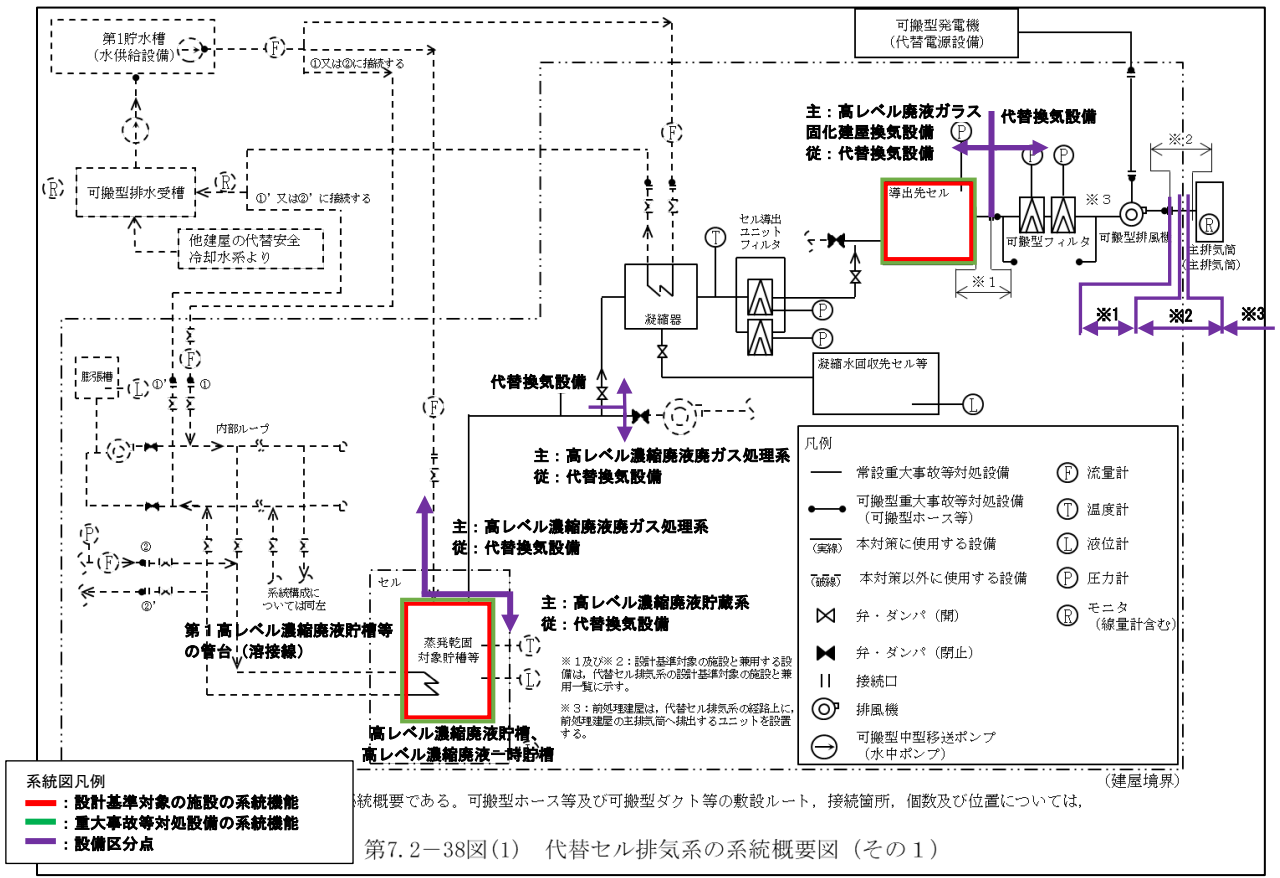 第1貯水槽
(水供給設備)
F
①又は②に接続する
可搬型発電機
(代替電源設備)
主：高レベル廃液ガラス
固化建屋換気設備
従：代替換気設備
代替換気設備
P
P
P
※2
F
R
可搬型排水受槽
R
①’又は②’に接続する
他建屋の代替安全
冷却水系より
導出先セル
※3
可搬型フィルタ
可搬型排風機
R
主排気筒
(主排気筒)
※1
※1
※2
※3
T
セル導出
ユニット
フィルタ
凝縮器
P
P
凝縮水回収先セル等
L
F
膨張槽
L
①’
①
内部ループ
F
代替換気設備
主：高レベル濃縮廃液廃ガス処理系
従：代替換気設備
主：高レベル濃縮廃液廃ガス処理系
従：代替換気設備
P
F
②
②’
系統構成に
ついては同左
セル
主：高レベル濃縮廃液貯蔵系
従：代替換気設備
第1高レベル濃縮廃液貯槽等
の管台（溶接線）
蒸発乾固
対象貯槽等
T
L
高レベル濃縮廃液貯槽、
高レベル濃縮廃液一時貯槽
※1及び※2：設計基準対象の施設と兼用する設
備は，代替セル排気系の設計基準対象の施設と兼
用一覧に示す。
※3：前処理建屋は，代替セル排気系の経路上に，
前処理建屋の主排気筒へ排出するユニットを設置
する。
凡例
常設重大事故等対処設備
可搬型重大事故等対処設備
(可搬型ホース等)
(実線) 本対策に使用する設備
(破線) 本対策以外に使用する設備
弁・ダンパ（開）
弁・ダンパ（閉止）
接続口
排風機
可搬型中型移送ポンプ
(水中ポンプ)
F 流量計
T 温度計
L 液位計
P 圧力計
R モニタ
(線量計含む)
(建屋境界)
系統図凡例
：設計基準対象の施設の系統機能
：重大事故等対処設備の系統機能
：設備区分点
統概要である。可搬型ホース等及び可搬型ダクト等の敷設ルート，接続箇所，個数及び位置については，
第7.2－38図(1)　代替セル排気系の系統概要図（その1）